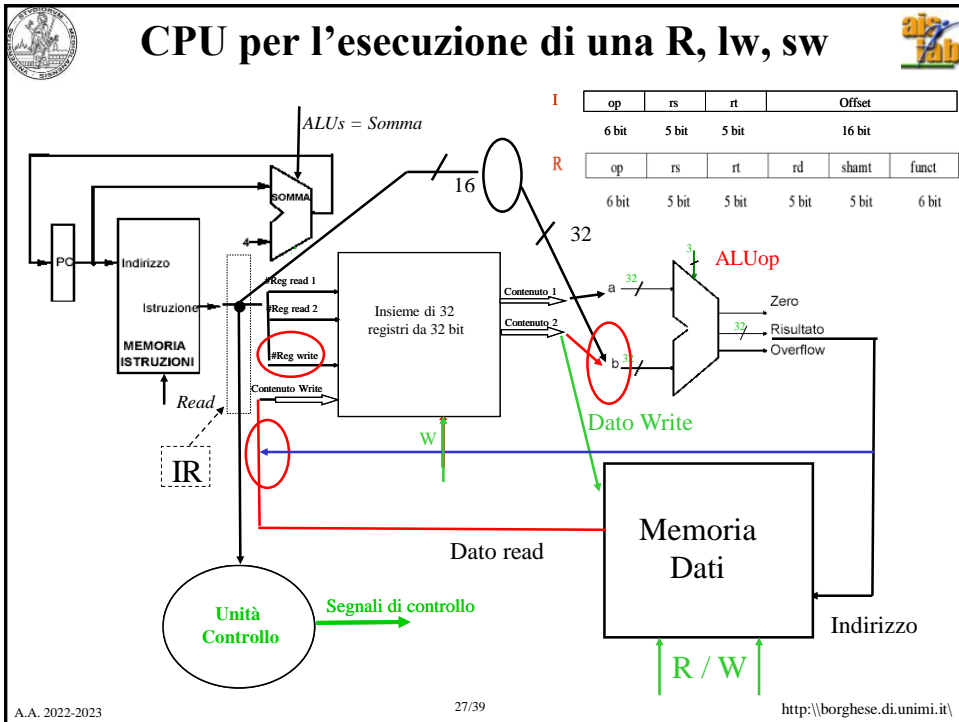 CPU per l'esecuzione di una R, lw, sw
I op rs rt Offset
6 bit 5 bit 5 bit 16 bit
R op rs rt rd shamt funct
6 bit 5 bit 5 bit 5 bit 5 bit 6 bit
ALUs = Somma
16
SOMMA
32
4
PC
Indirizzo
Istruzione
MEMORIA
ISTRUZIONI
Read
#Reg read 1
#Reg read 2
#Reg write
Contenuto Write
Insieme di 32
registri da 32 bit
Contenuto 1
Contenuto 2
3
ALUop
a 32
b 32
Zero
32 Risultato
Overflow
W
Dato Write
IR
Dato read
Memoria
Dati
Indirizzo
Unità
Controllo
Segnali di controllo
R / W
A.A. 2022-2023
27/39
http:\\borghese.di.unimi.it\